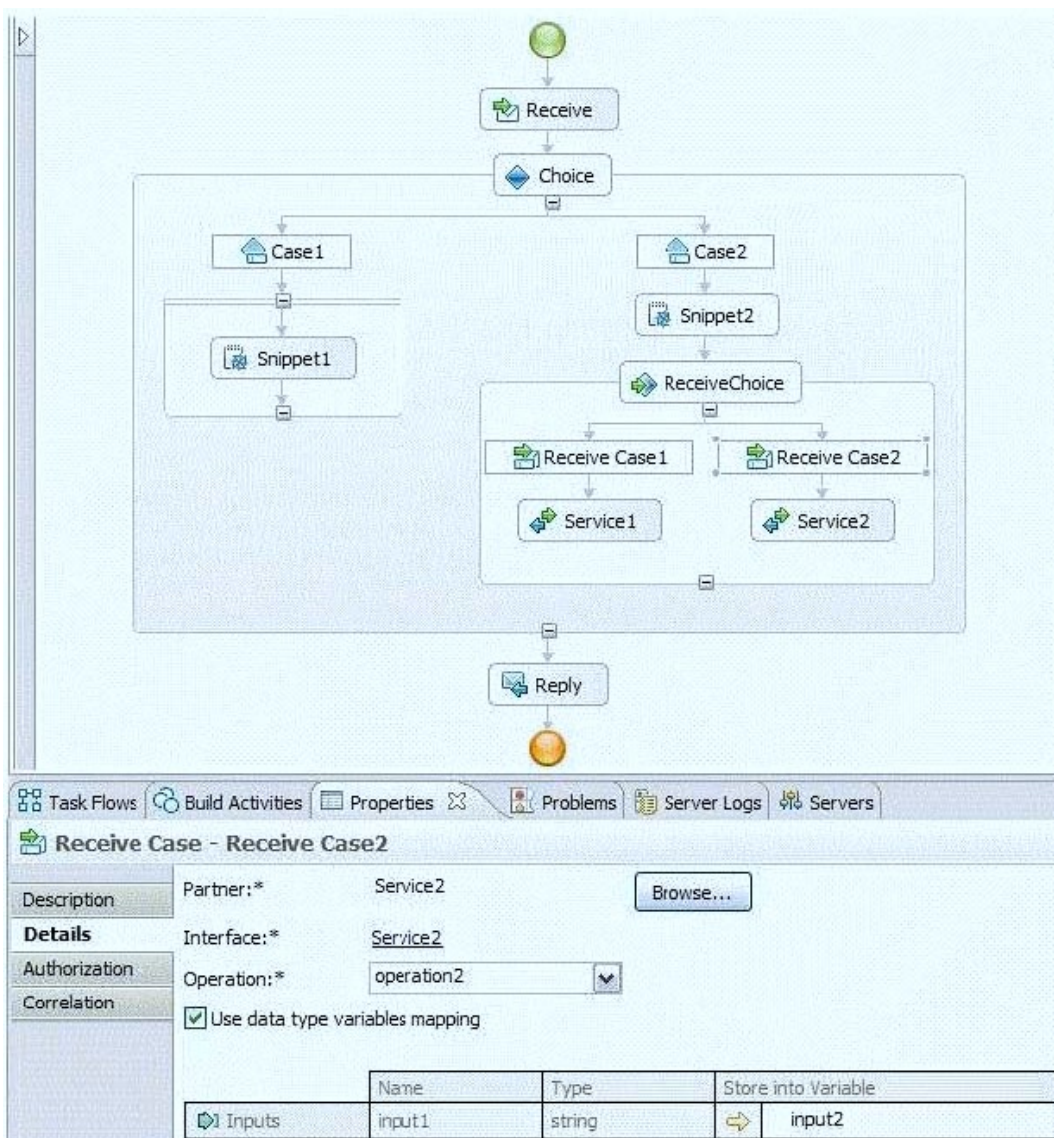 Receive
Choice
Case1
Case2
Snippet2
Snippet1
ReceiveChoice
Receive Case1
Receive Case2
Service1
Service2
Reply
Task Flows Build Activities Properties Problems Server Logs Servers
Receive Case - Receive Case2
Description
Details
Authorization
Correlation
Partner:* Service2 Browse...
Interface:* Service2
Operation:* operation2
Use data type variables mapping
Name Type Store into Variable
Inputs input1 string input2